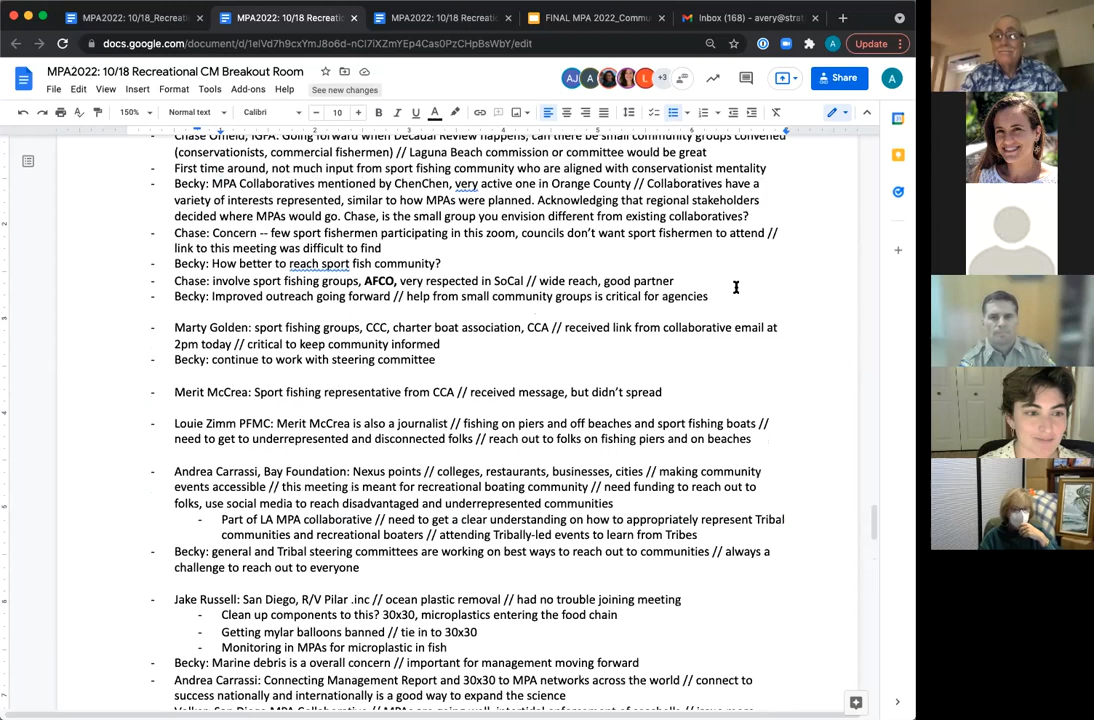 MPA2022: 10/18_Recreati
MPA2022: 10/18 Recreatio
MPA2022: 10/18 Recreatic
FINAL MPA 2022_Commu
Inbox (168) – avery@strat
docs.google.com/document/d/1eIVd7h9cxYmJ8o6d-nCl7iXZmYEp4Cas0PzCHpBsWbY/edit
Update
MPA2022: 10/18 Recreational CM Breakout Room
File Edit View Insert Format Tools Add-ons Help See new changes
AJ A L +3
Share
A
150% Normal text Calibri 10 B I U A
Chase Offield, IGFA: Going forward when Decadal Review happens, can there be small community groups convened
(conservationists, commercial fishermen) // Laguna Beach commission or committee would be great
- First time around, not much input from sport fishing community who are aligned with conservationist mentality
- Becky: MPA Collaboratives mentioned by ChenChen, very active one in Orange County // Collaboratives have a
variety of interests represented, similar to how MPAs were planned. Acknowledging that regional stakeholders
decided where MPAs would go. Chase, is the small group you envision different from existing collaboratives?
- Chase: Concern -- few sport fishermen participating in this zoom, councils don't want sport fishermen to attend //
link to this meeting was difficult to find
- Becky: How better to reach sport fish community?
- Chase: involve sport fishing groups, AFCO, very respected in SoCal // wide reach, good partner
- Becky: Improved outreach going forward // help from small community groups is critical for agencies
- Marty Golden: sport fishing groups, CCC, charter boat association, CCA // received link from collaborative email at
2pm today // critical to keep community informed
- Becky: continue to work with steering committee
- Merit McCrea: Sport fishing representative from CCA // received message, but didn't spread
- Louie Zimm PFMC: Merit McCrea is also a journalist // fishing on piers and off beaches and sport fishing boats //
need to get to underrepresented and disconnected folks // reach out to folks on fishing piers and on beaches
- Andrea Carrassi, Bay Foundation: Nexus points // colleges, restaurants, businesses, cities // making community
events accessible // this meeting is meant for recreational boating community // need funding to reach out to
folks, use social media to reach disadvantaged and underrepresented communities
- Part of LA MPA collaborative // need to get a clear understanding on how to appropriately represent Tribal
communities and recreational boaters // attending Tribally-led events to learn from Tribes
- Becky: general and Tribal steering committees are working on best ways to reach out to communities // always a
challenge to reach out to everyone
- Jake Russell: San Diego, R/V Pilar .inc // ocean plastic removal // had no trouble joining meeting
- Clean up components to this? 30x30, microplastics entering the food chain
- Getting mylar balloons banned // tie in to 30x30
- Monitoring in MPAs for microplastic in fish
- Becky: Marine debris is a overall concern // important for management moving forward
- Andrea Carrassi: Connecting Management Report and 30x30 to MPA networks across the world // connect to
success nationally and internationally is a good way to expand the science